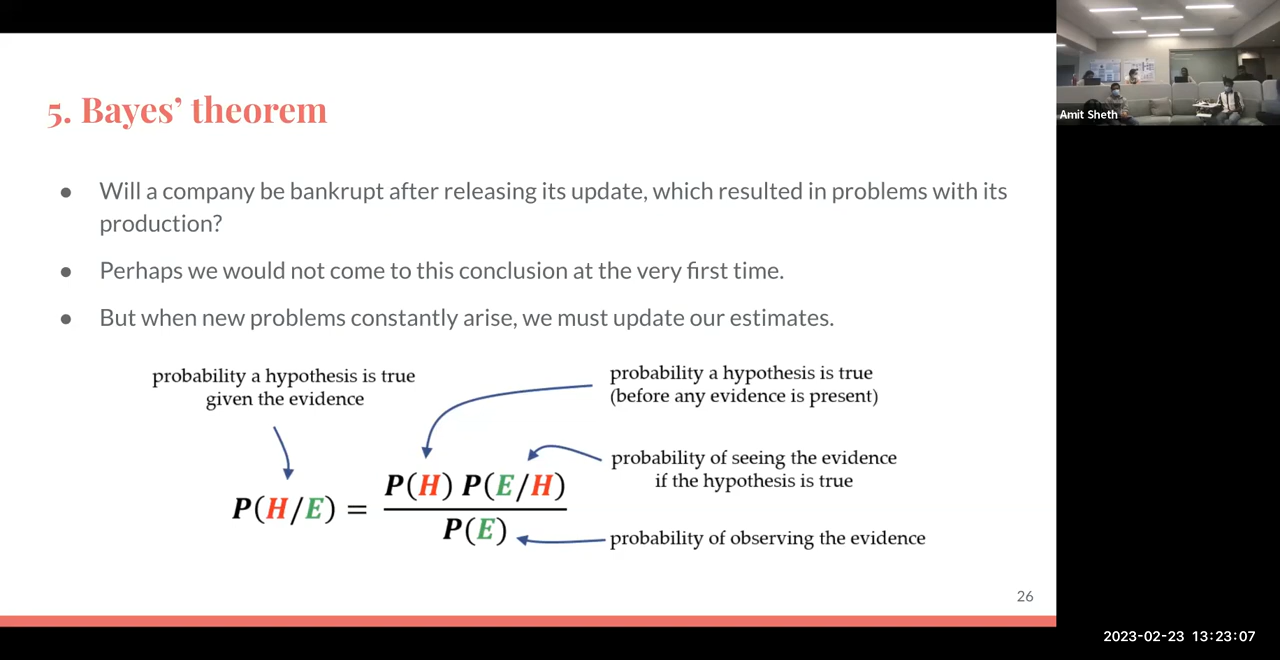 5. Bayes’ theorem
● Will a company be bankrupt after releasing its update, which resulted in problems with its
production?
● Perhaps we would not come to this conclusion at the very first time.
● But when new problems constantly arise, we must update our estimates.
probability a hypothesis is true
given the evidence
probability a hypothesis is true
(before any evidence is present)
probability of seeing the evidence
if the hypothesis is true
P(H) P(E/H)
P(H/E) =
P(E)
probability of observing the evidence
26
Amit Sheth
2023-02-23 13:23:07